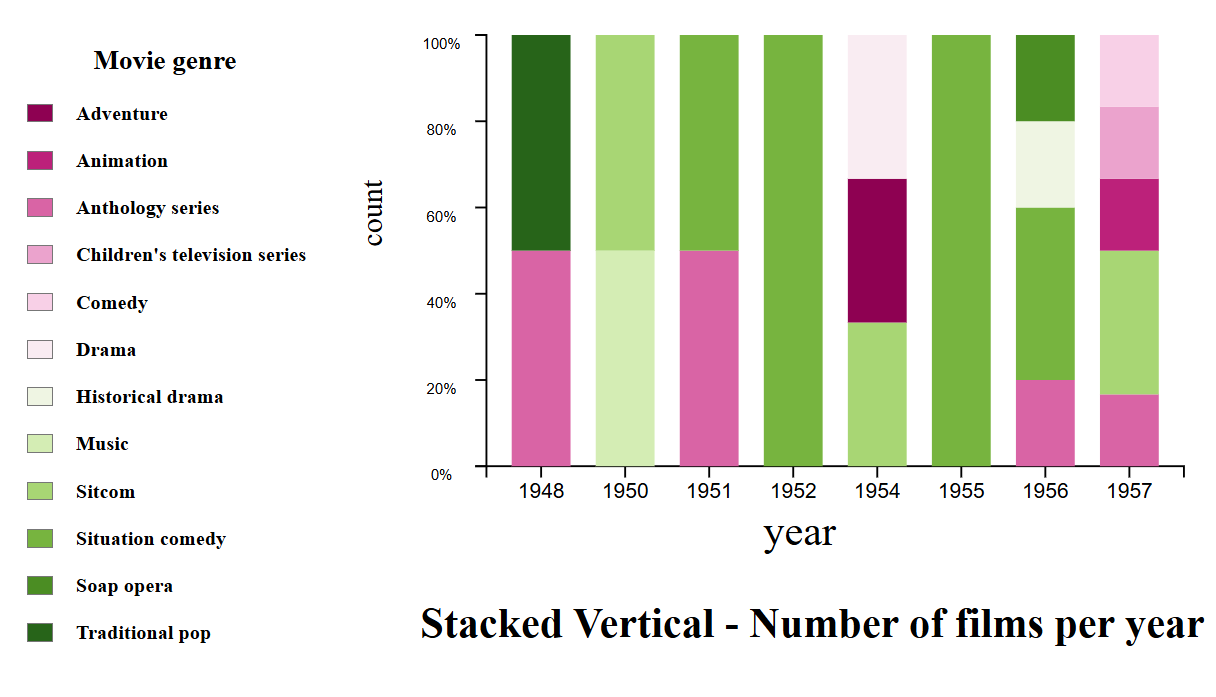 Movie genre
Adventure
Animation
Anthology series
Children's television series
Comedy
Drama
Historical drama
Music
Sitcom
Situation comedy
Soap opera
Traditional pop
count
100%
80%
60%
40%
20%
0%
1948 1950 1951 1952 1954 1955 1956 1957
year
Stacked Vertical - Number of films per year